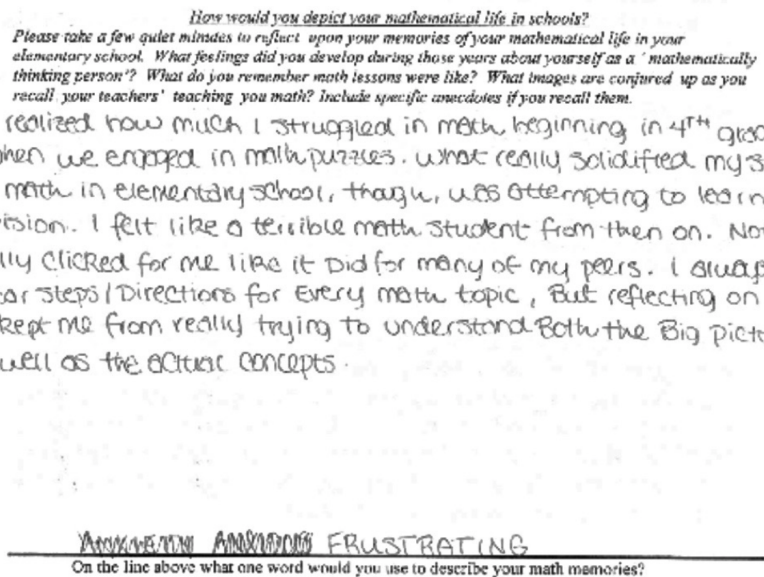 How would you depict your mathematical life in schools?
Please take a few quiet minutes to reflect upon your memories of your mathematical life in your
elementary school. What feelings did you develop during those years about yourself as a 'mathematically
thinking person'? What do you remember math lessons were like? What images are conjured up as you
recall your teachers' teaching you math? Include specific anecdotes if you recall them.
realized how much I struggled in math beginning in 4TH grad
hen we engaged in math puzzles. What really solidified my s
math in elementary school, though, was attempting to learn
ision. I felt like a terrible math student from then on. No
lly clicked for me like it Did for many of my peers. I always
ar steps/Directions for Every math topic, But reflecting on
kept me from really trying to understand Both the Big pictu
well as the actual concepts.
FRUSTRATING
On the line above what one word would you use to describe your math memories?